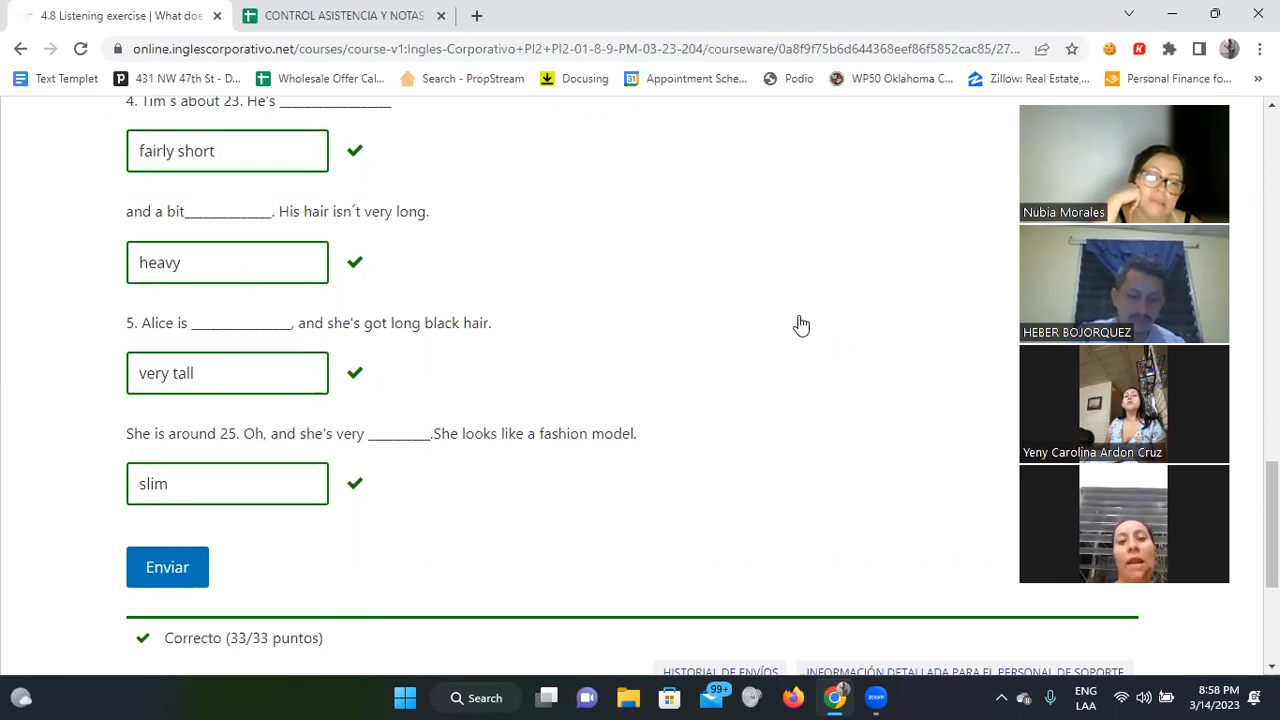 4.8 Listening exercise | What doe
CONTROL ASISTENCIA Y NOTAS
online.inglescorporativo.net/courses/course-v1:Ingles-Corporativo+PI2+PI2-01-8-9-PM-03-23-204/courseware/0a8f9f75b6d644368eef86f5852cac85/27...
Text Templet
431 NW 47th St - D...
Wholesale Offer Cal...
Search - PropStream
Docusing
Appointment Sche...
Podio
WP50 Oklahoma C...
Zillow: Real Estate,...
Personal Finance fo...
4. Tim's about 23. He's _________________
fairly short
and a bit_____________. His hair isn´t very long.
heavy
5. Alice is _______________, and she's got long black hair.
very tall
She is around 25. Oh, and she's very _________.She looks like a fashion model.
slim
Enviar
Correcto (33/33 puntos)
HISTORIAL DE ENVÍOS
INFORMACIÓN DETALLADA PARA EL PERSONAL DE SOPORTE
Nubia Morales
HEBER BOJORQUEZ
Yeny Carolina Ardon Cruz
Search
99+
zoom
ENG
LAA
8:58 PM
3/14/2023